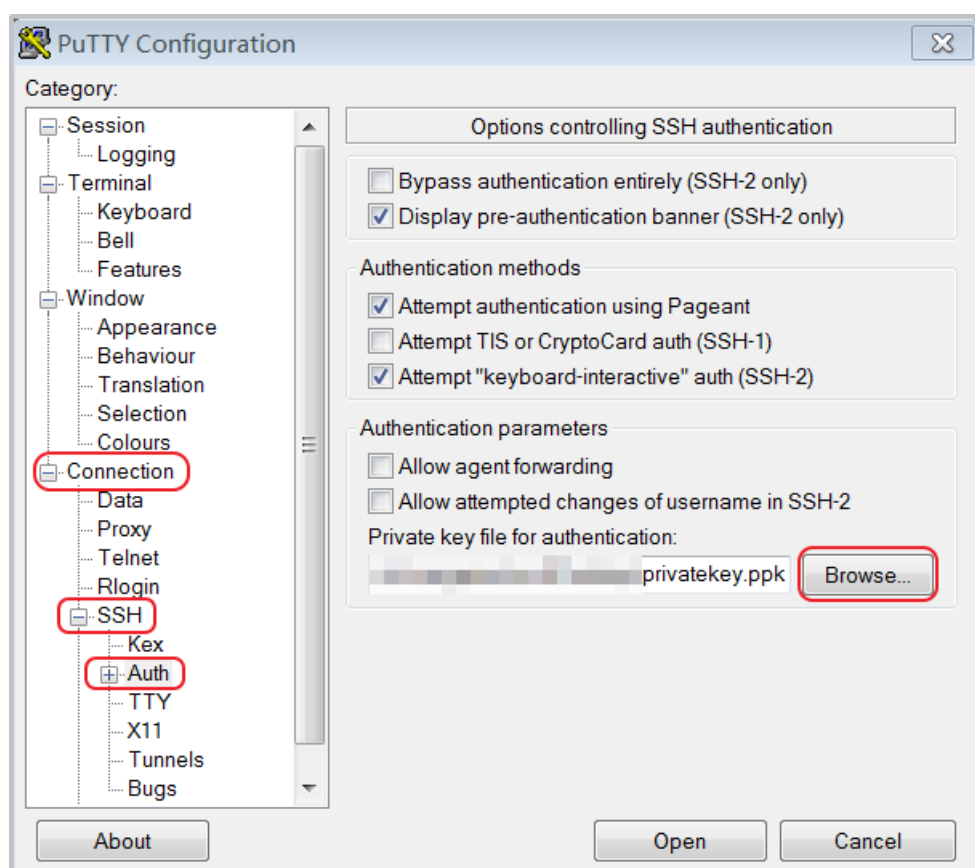 PuTTY Configuration
Category:
Session
Logging
Terminal
Keyboard
Bell
Features
Window
Appearance
Behaviour
Translation
Selection
Colours
Connection
Data
Proxy
Telnet
Rlogin
SSH
Kex
Auth
TTY
X11
Tunnels
Bugs
Options controlling SSH authentication
Bypass authentication entirely (SSH-2 only)
Display pre-authentication banner (SSH-2 only)
Authentication methods
Attempt authentication using Pageant
Attempt TIS or CryptoCard auth (SSH-1)
Attempt "keyboard-interactive" auth (SSH-2)
Authentication parameters
Allow agent forwarding
Allow attempted changes of username in SSH-2
Private key file for authentication:
privatekey.ppk
Browse...
About
Open
Cancel